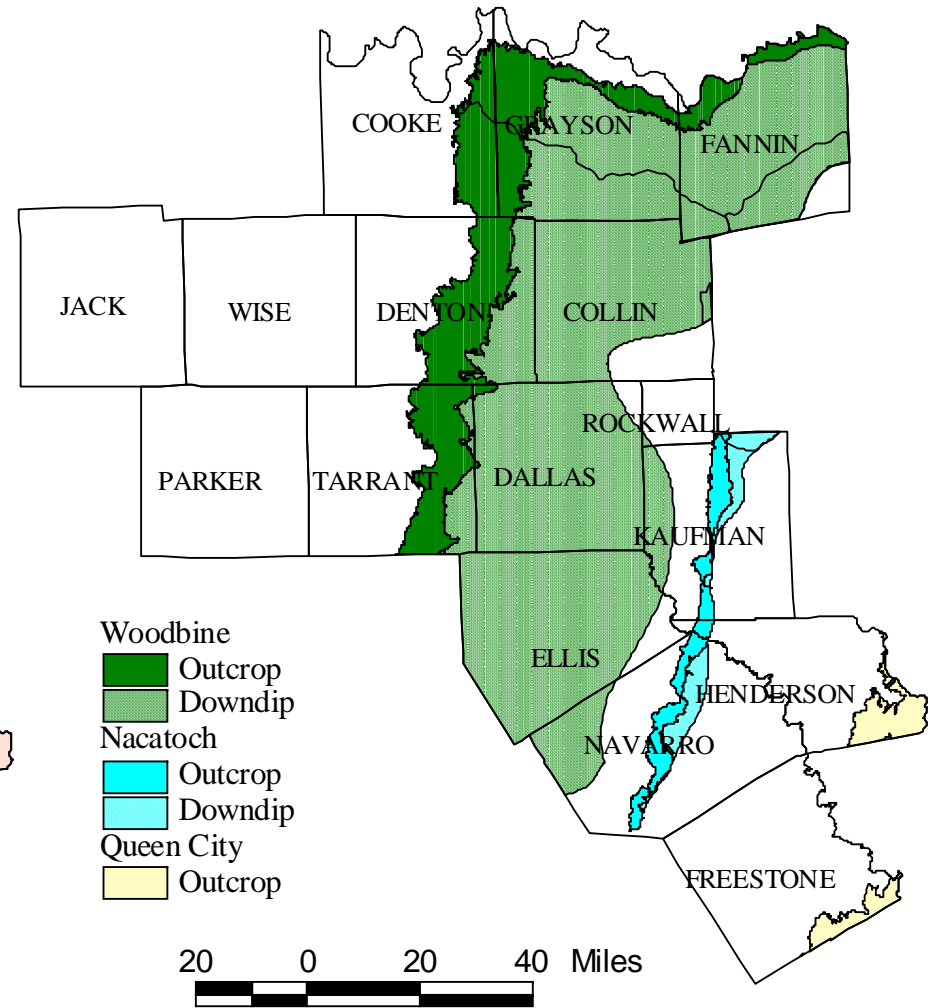 COOKE
GRAYSON
FANNIN
JACK
WISE
DENTON
COLLIN
ROCKWALL
PARKER
TARRANT
DALLAS
KAUFMAN
Woodbine
Outcrop
Downdip
ELLIS
HENDERSON
Nacatoch
NAVARRO
Outcrop
Downdip
Queen City
Outcrop
FREESTONE
20 0 20 40 Miles